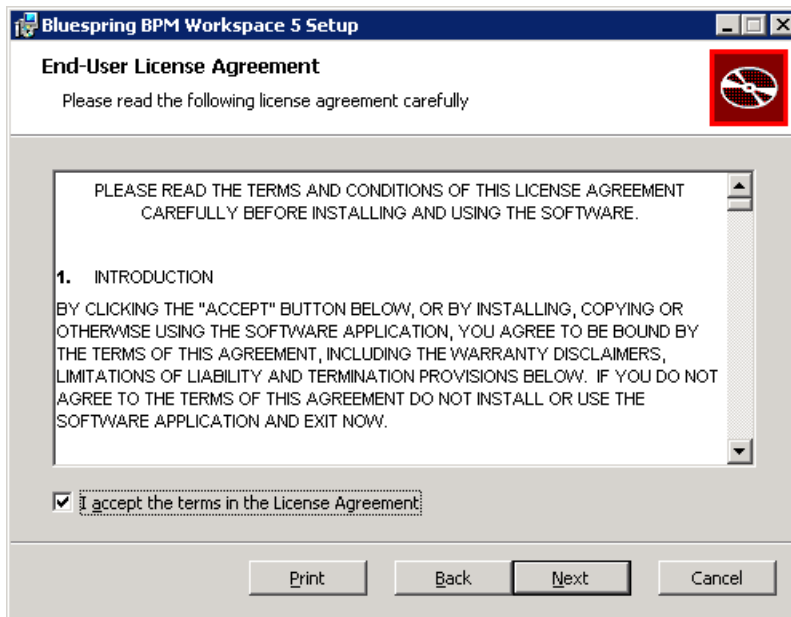 Bluespring BPM Workspace 5 Setup
End-User License Agreement
Please read the following license agreement carefully
PLEASE READ THE TERMS AND CONDITIONS OF THIS LICENSE AGREEMENT
CAREFULLY BEFORE INSTALLING AND USING THE SOFTWARE.
1. INTRODUCTION
BY CLICKING THE "ACCEPT" BUTTON BELOW, OR BY INSTALLING, COPYING OR
OTHERWISE USING THE SOFTWARE APPLICATION, YOU AGREE TO BE BOUND BY
THE TERMS OF THIS AGREEMENT, INCLUDING THE WARRANTY DISCLAIMERS,
LIMITATIONS OF LIABILITY AND TERMINATION PROVISIONS BELOW. IF YOU DO NOT
AGREE TO THE TERMS OF THIS AGREEMENT DO NOT INSTALL OR USE THE
SOFTWARE APPLICATION AND EXIT NOW.
I accept the terms in the License Agreement
Print Back Next Cancel